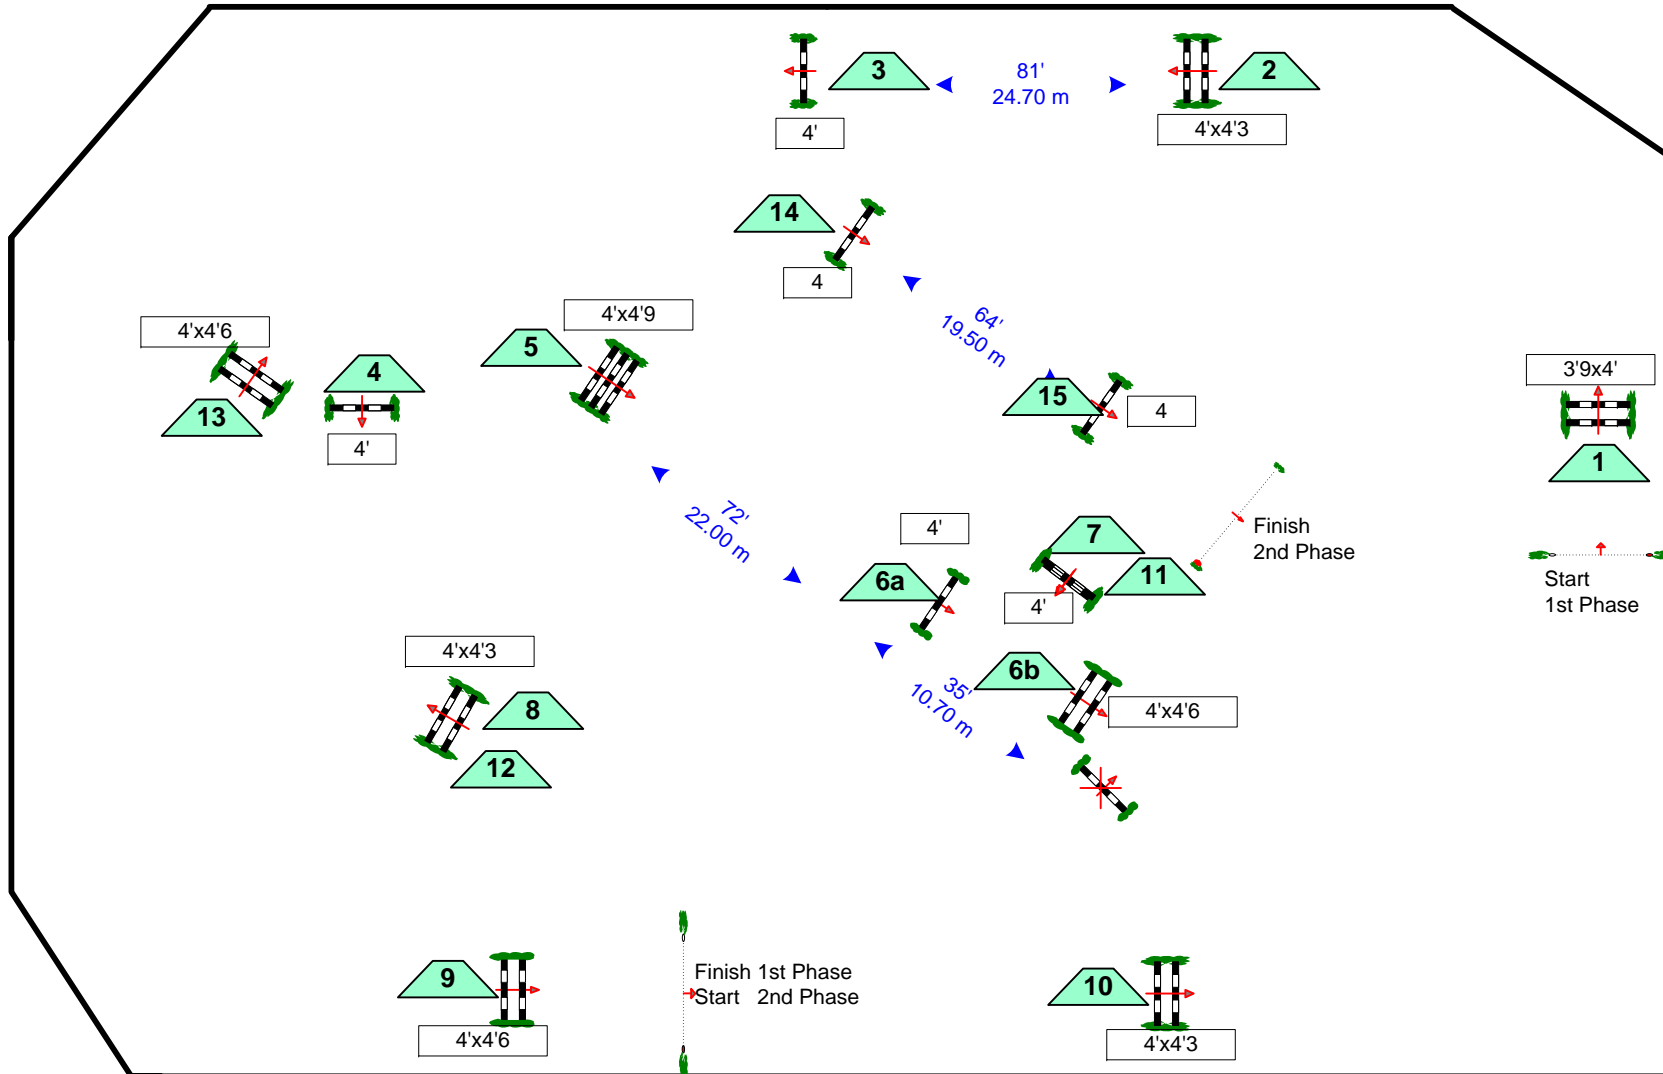 3
81'
24.70 m
2
4'
4'x4'3
14
4
64'
19.50 m
4'x4'6
4'x4'9
5
4
13
4'
15
4
3'9x4'
1
72'
22.00 m
4'
7
Finish
2nd Phase
6a
11
4'
Start
1st Phase
4'x4'3
6b
35'
10.70 m
8
4'x4'6
12
9
Finish 1st Phase
Start 2nd Phase
10
4'x4'6
4'x4'3